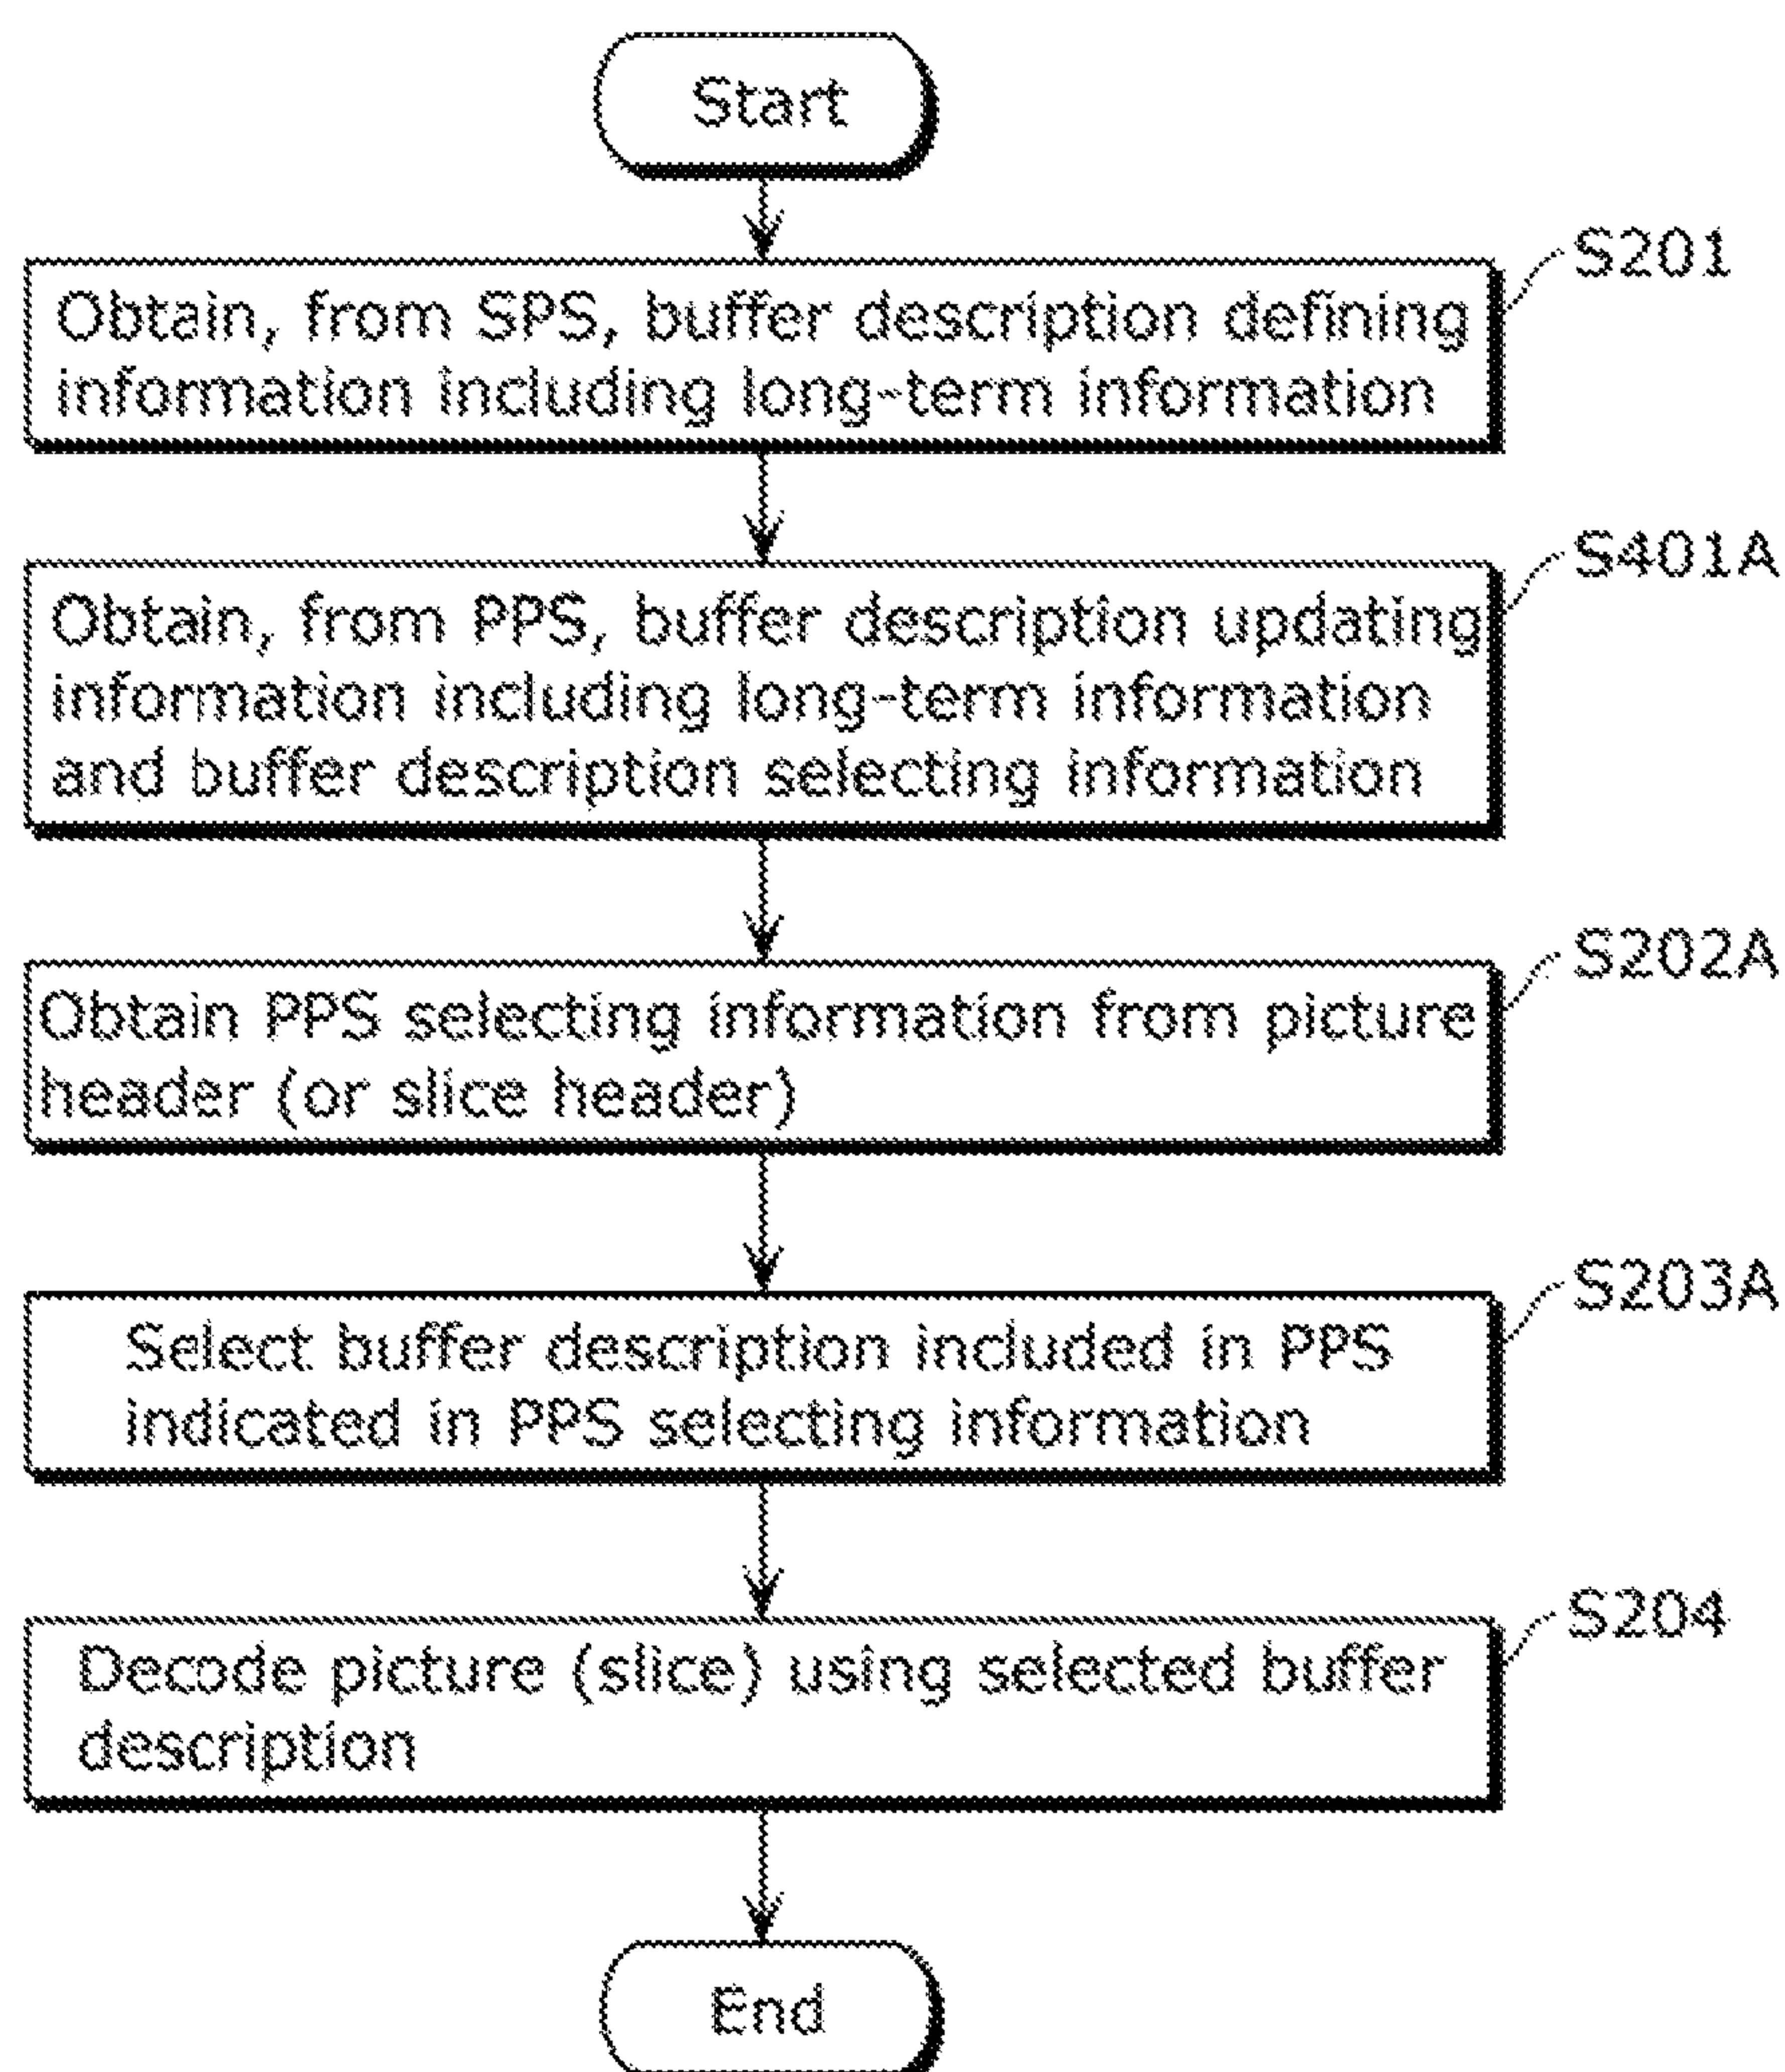 Start
S201
Obtain, from SPS, buffer description defining
information including long-term information
S401A
Obtain, from PPS, buffer description updating
information including long-term information
and buffer description selecting information
S202A
Obtain PPS selecting information from picture
header (or slice header)
S203A
Select buffer description included in PPS
indicated in PPS selecting information
S204
Decode picture (slice) using selected buffer
description
End